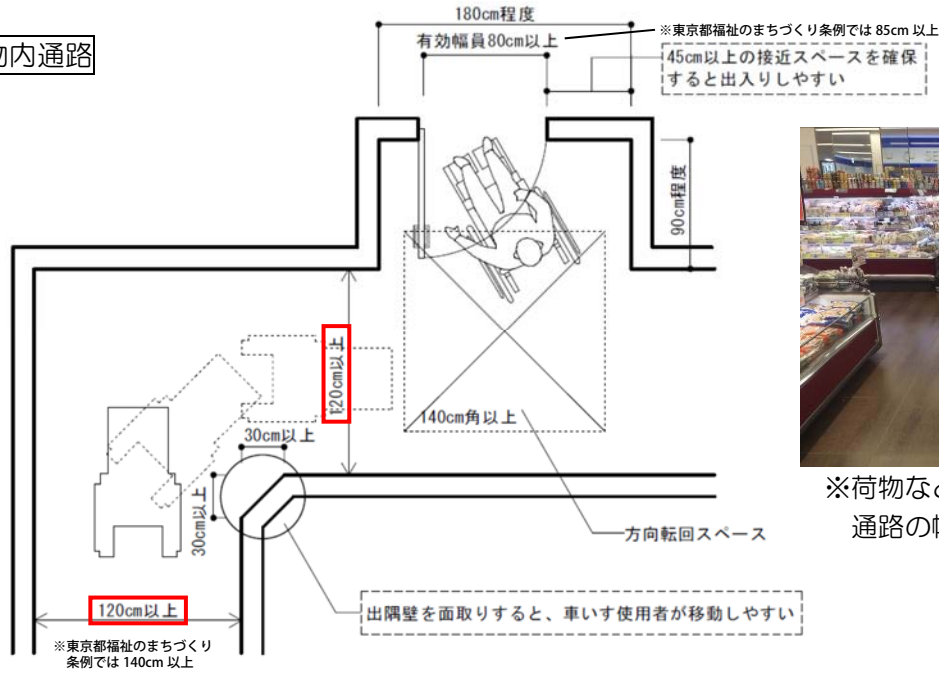 物内通路
180cm程度
有効幅員80cm以上
※東京都福祉のまちづくり条例では 85cm 以上
45cm以上の接近スペースを確保
すると出入りしやすい
90cm程度
120cm以上
140cm角以上
30cm以上
30cm以上
方向転回スペース
120cm以上
出隅壁を面取りすると、車いす使用者が移動しやすい
※東京都福祉のまちづくり
条例では 140cm 以上
※荷物など
通路の幅